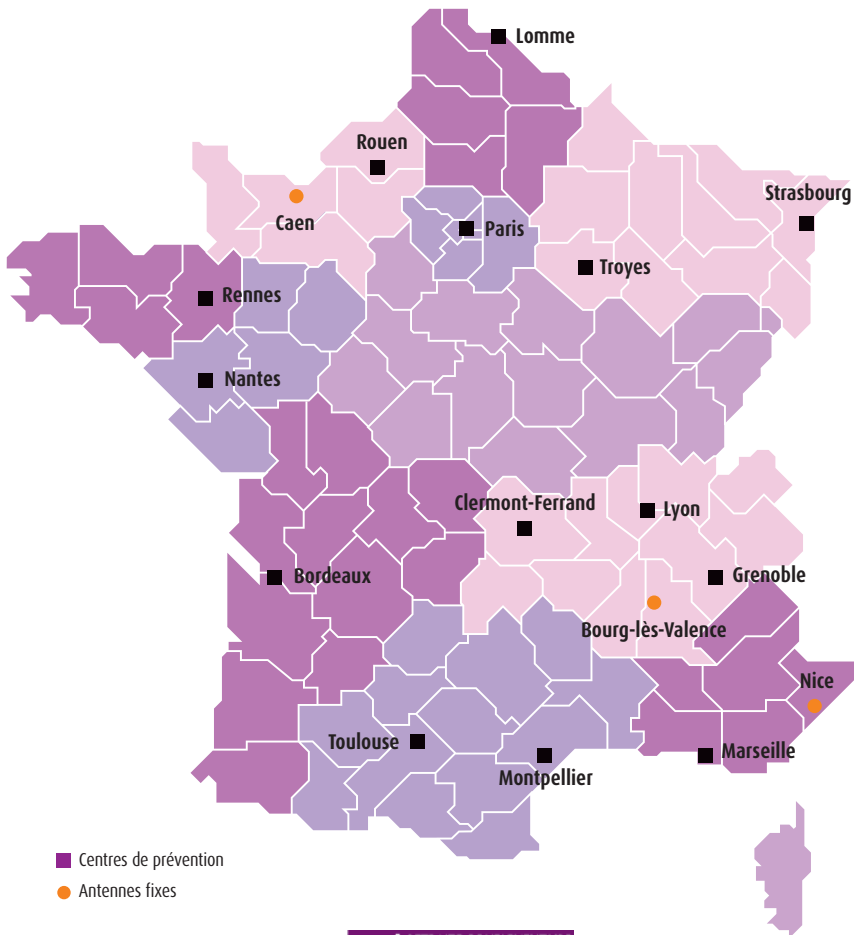 Lomme
Rouen
Strasbourg
Caen
Paris
Troyes
Rennes
Nantes
Clermont-Ferrand
Lyon
Bordeaux
Grenoble
Bourg-lès-Valence
Nice
Toulouse
Marseille
Montpellier
Centres de prévention
Antennes fixes